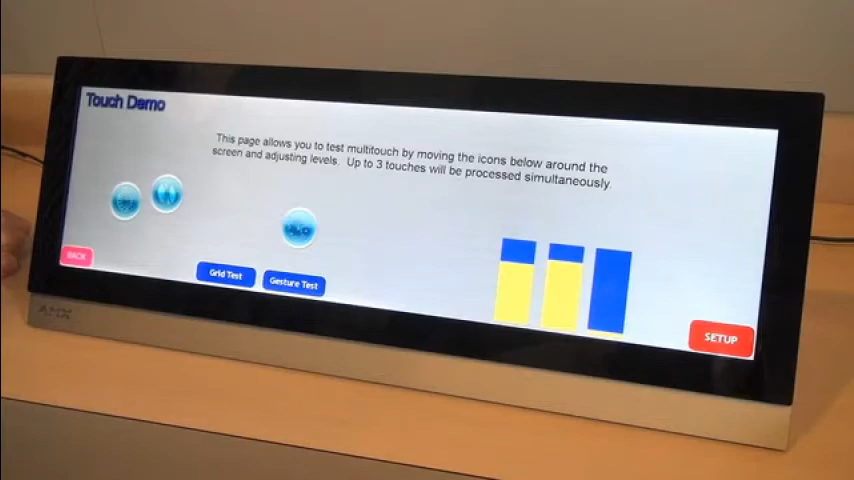 Touch Demo
This page allows you to test multitouch by moving the icons below around the
screen and adjusting levels. Up to 3 touches will be processed simultaneously.
BACK
Grid Test
Gesture Test
SETUP
AMX